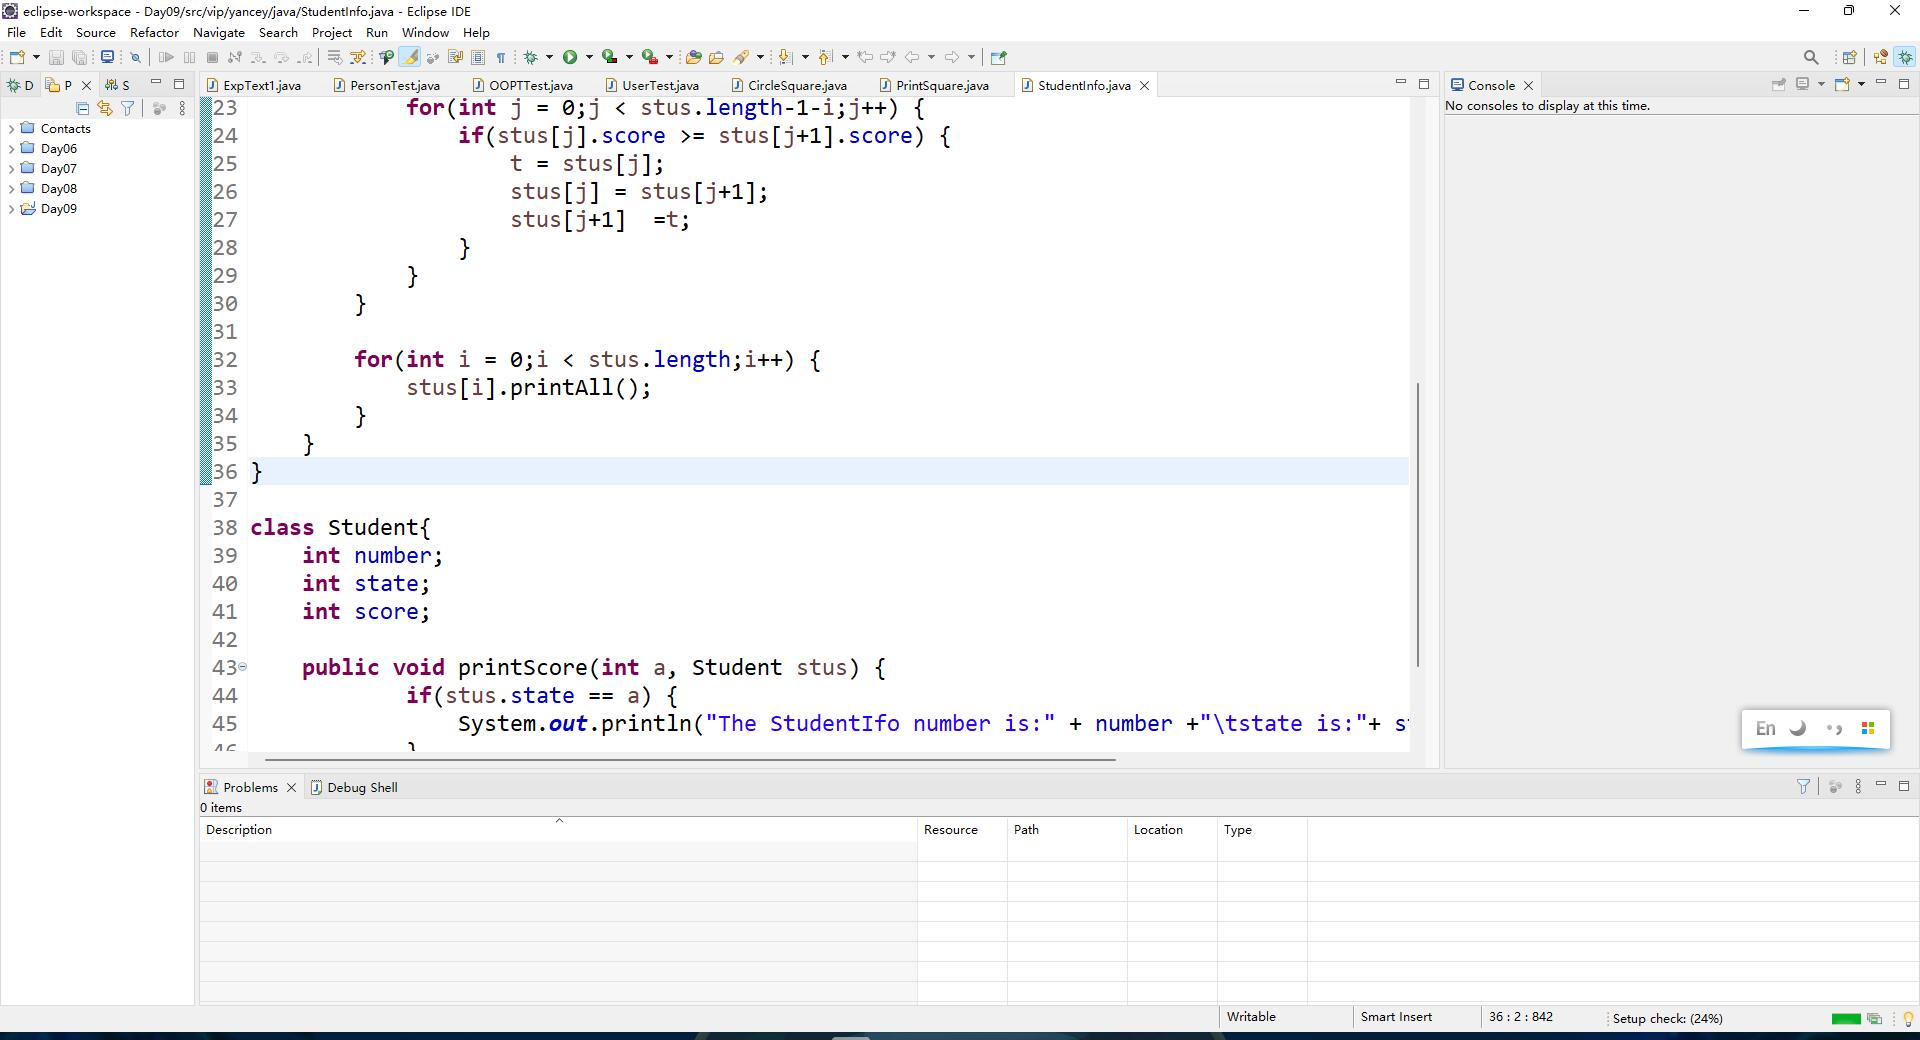 eclipse-workspace - Day09/src/vip/yancey/java/StudentInfo.java - Eclipse IDE
File Edit Source Refactor Navigate Search Project Run Window Help
D P S
ExpText1.java PersonTest.java OOPTTest.java UserTest.java CircleSquare.java PrintSquare.java StudentInfo.java
Console
No consoles to display at this time.
Contacts
Day06
Day07
Day08
Day09
23 for(int j = 0;j < stus.length-1-i;j++) {
24 if(stus[j].score >= stus[j+1].score) {
25 t = stus[j];
26 stus[j] = stus[j+1];
27 stus[j+1]  =t;
28 }
29 }
30 }
31
32 for(int i = 0;i < stus.length;i++) {
33 stus[i].printAll();
34 }
35 }
36 }
37
38 class Student{
39 int number;
40 int state;
41 int score;
42
43 public void printScore(int a, Student stus) {
44 if(stus.state == a) {
45 System.out.println("The StudentIfo number is:" + number +"\tstate is:"+ s
46 }
En
Problems Debug Shell
0 items
Description Resource Path Location Type
Writable Smart Insert 36 : 2 : 842 Setup check: (24%)